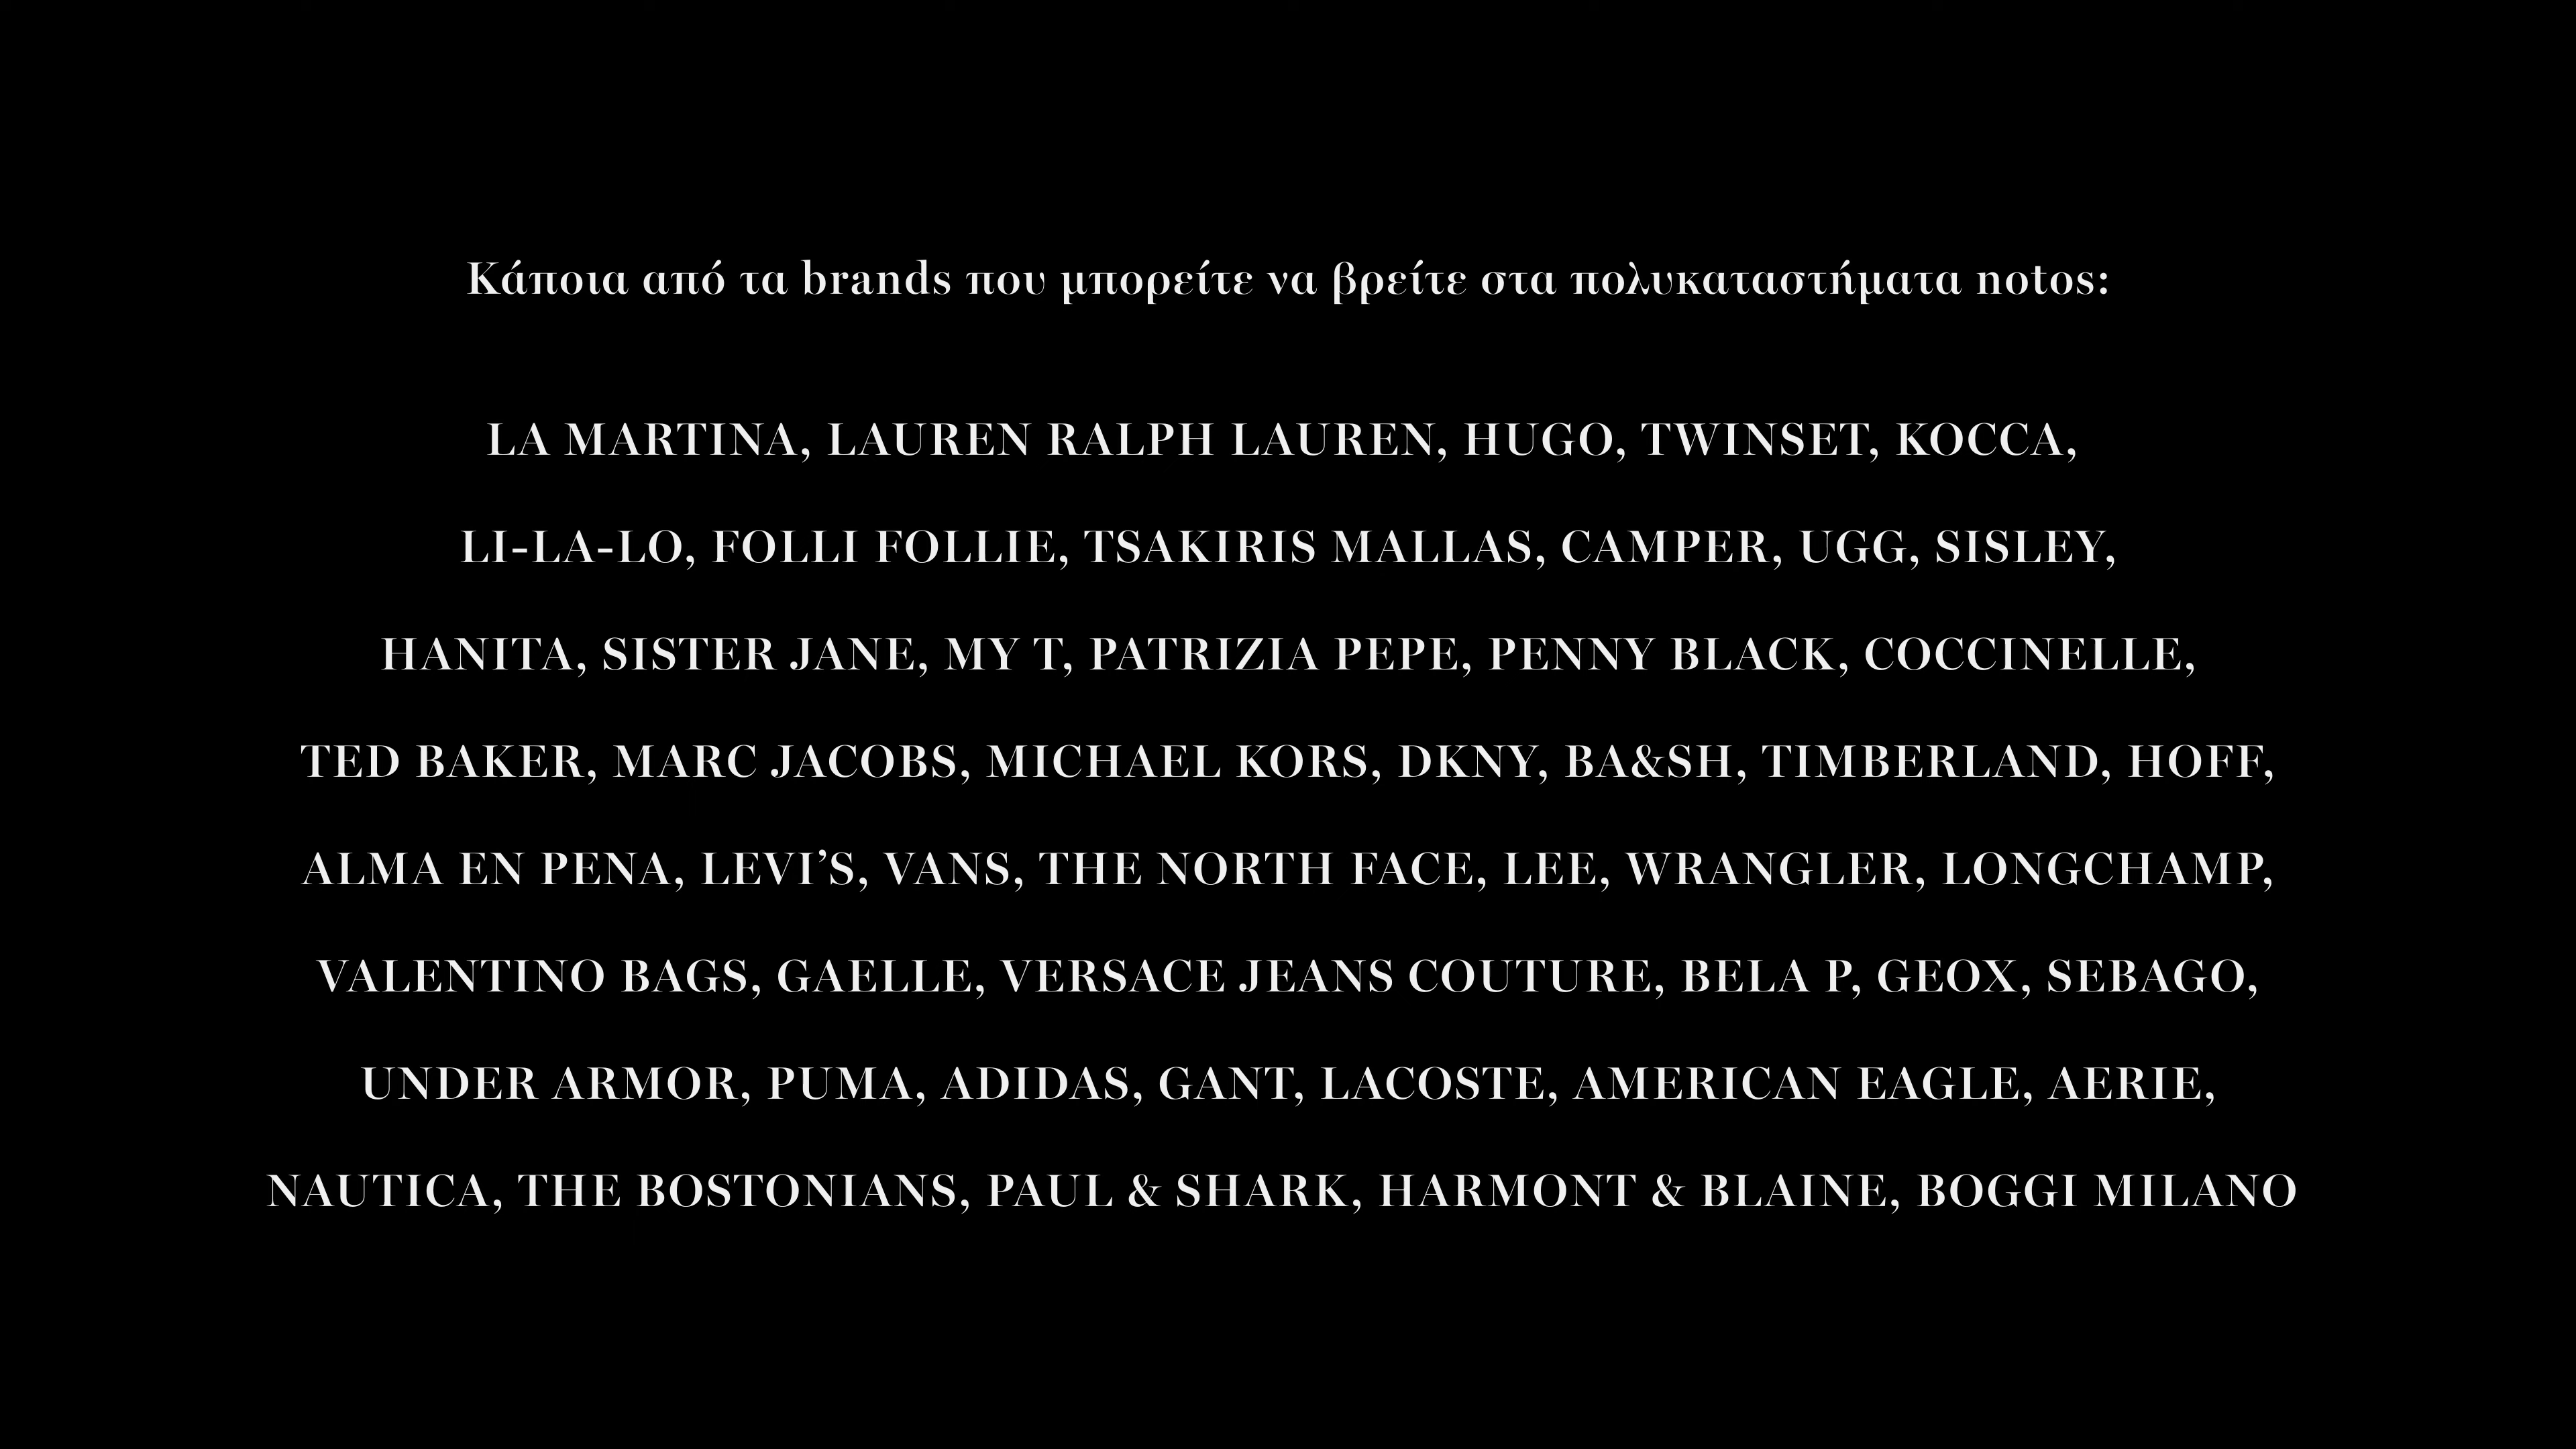 Κάποια από τα brands που μπορείτε να βρείτε στα πολυκαταστήματα notos:
LA MARTINA, LAUREN RALPH LAUREN, HUGO, TWINSET, KOCCA,
LI-LA-LO, FOLLI FOLLIE, TSAKIRIS MALLAS, CAMPER, UGG, SISLEY,
HANITA, SISTER JANE, MY T, PATRIZIA PEPE, PENNY BLACK, COCCINELLE,
TED BAKER, MARC JACOBS, MICHAEL KORS, DKNY, BA&SH, TIMBERLAND, HOFF,
ALMA EN PENA, LEVI’S, VANS, THE NORTH FACE, LEE, WRANGLER, LONGCHAMP,
VALENTINO BAGS, GAELLE, VERSACE JEANS COUTURE, BELA P, GEOX, SEBAGO,
UNDER ARMOR, PUMA, ADIDAS, GANT, LACOSTE, AMERICAN EAGLE, AERIE,
NAUTICA, THE BOSTONIANS, PAUL & SHARK, HARMONT & BLAINE, BOGGI MILANO